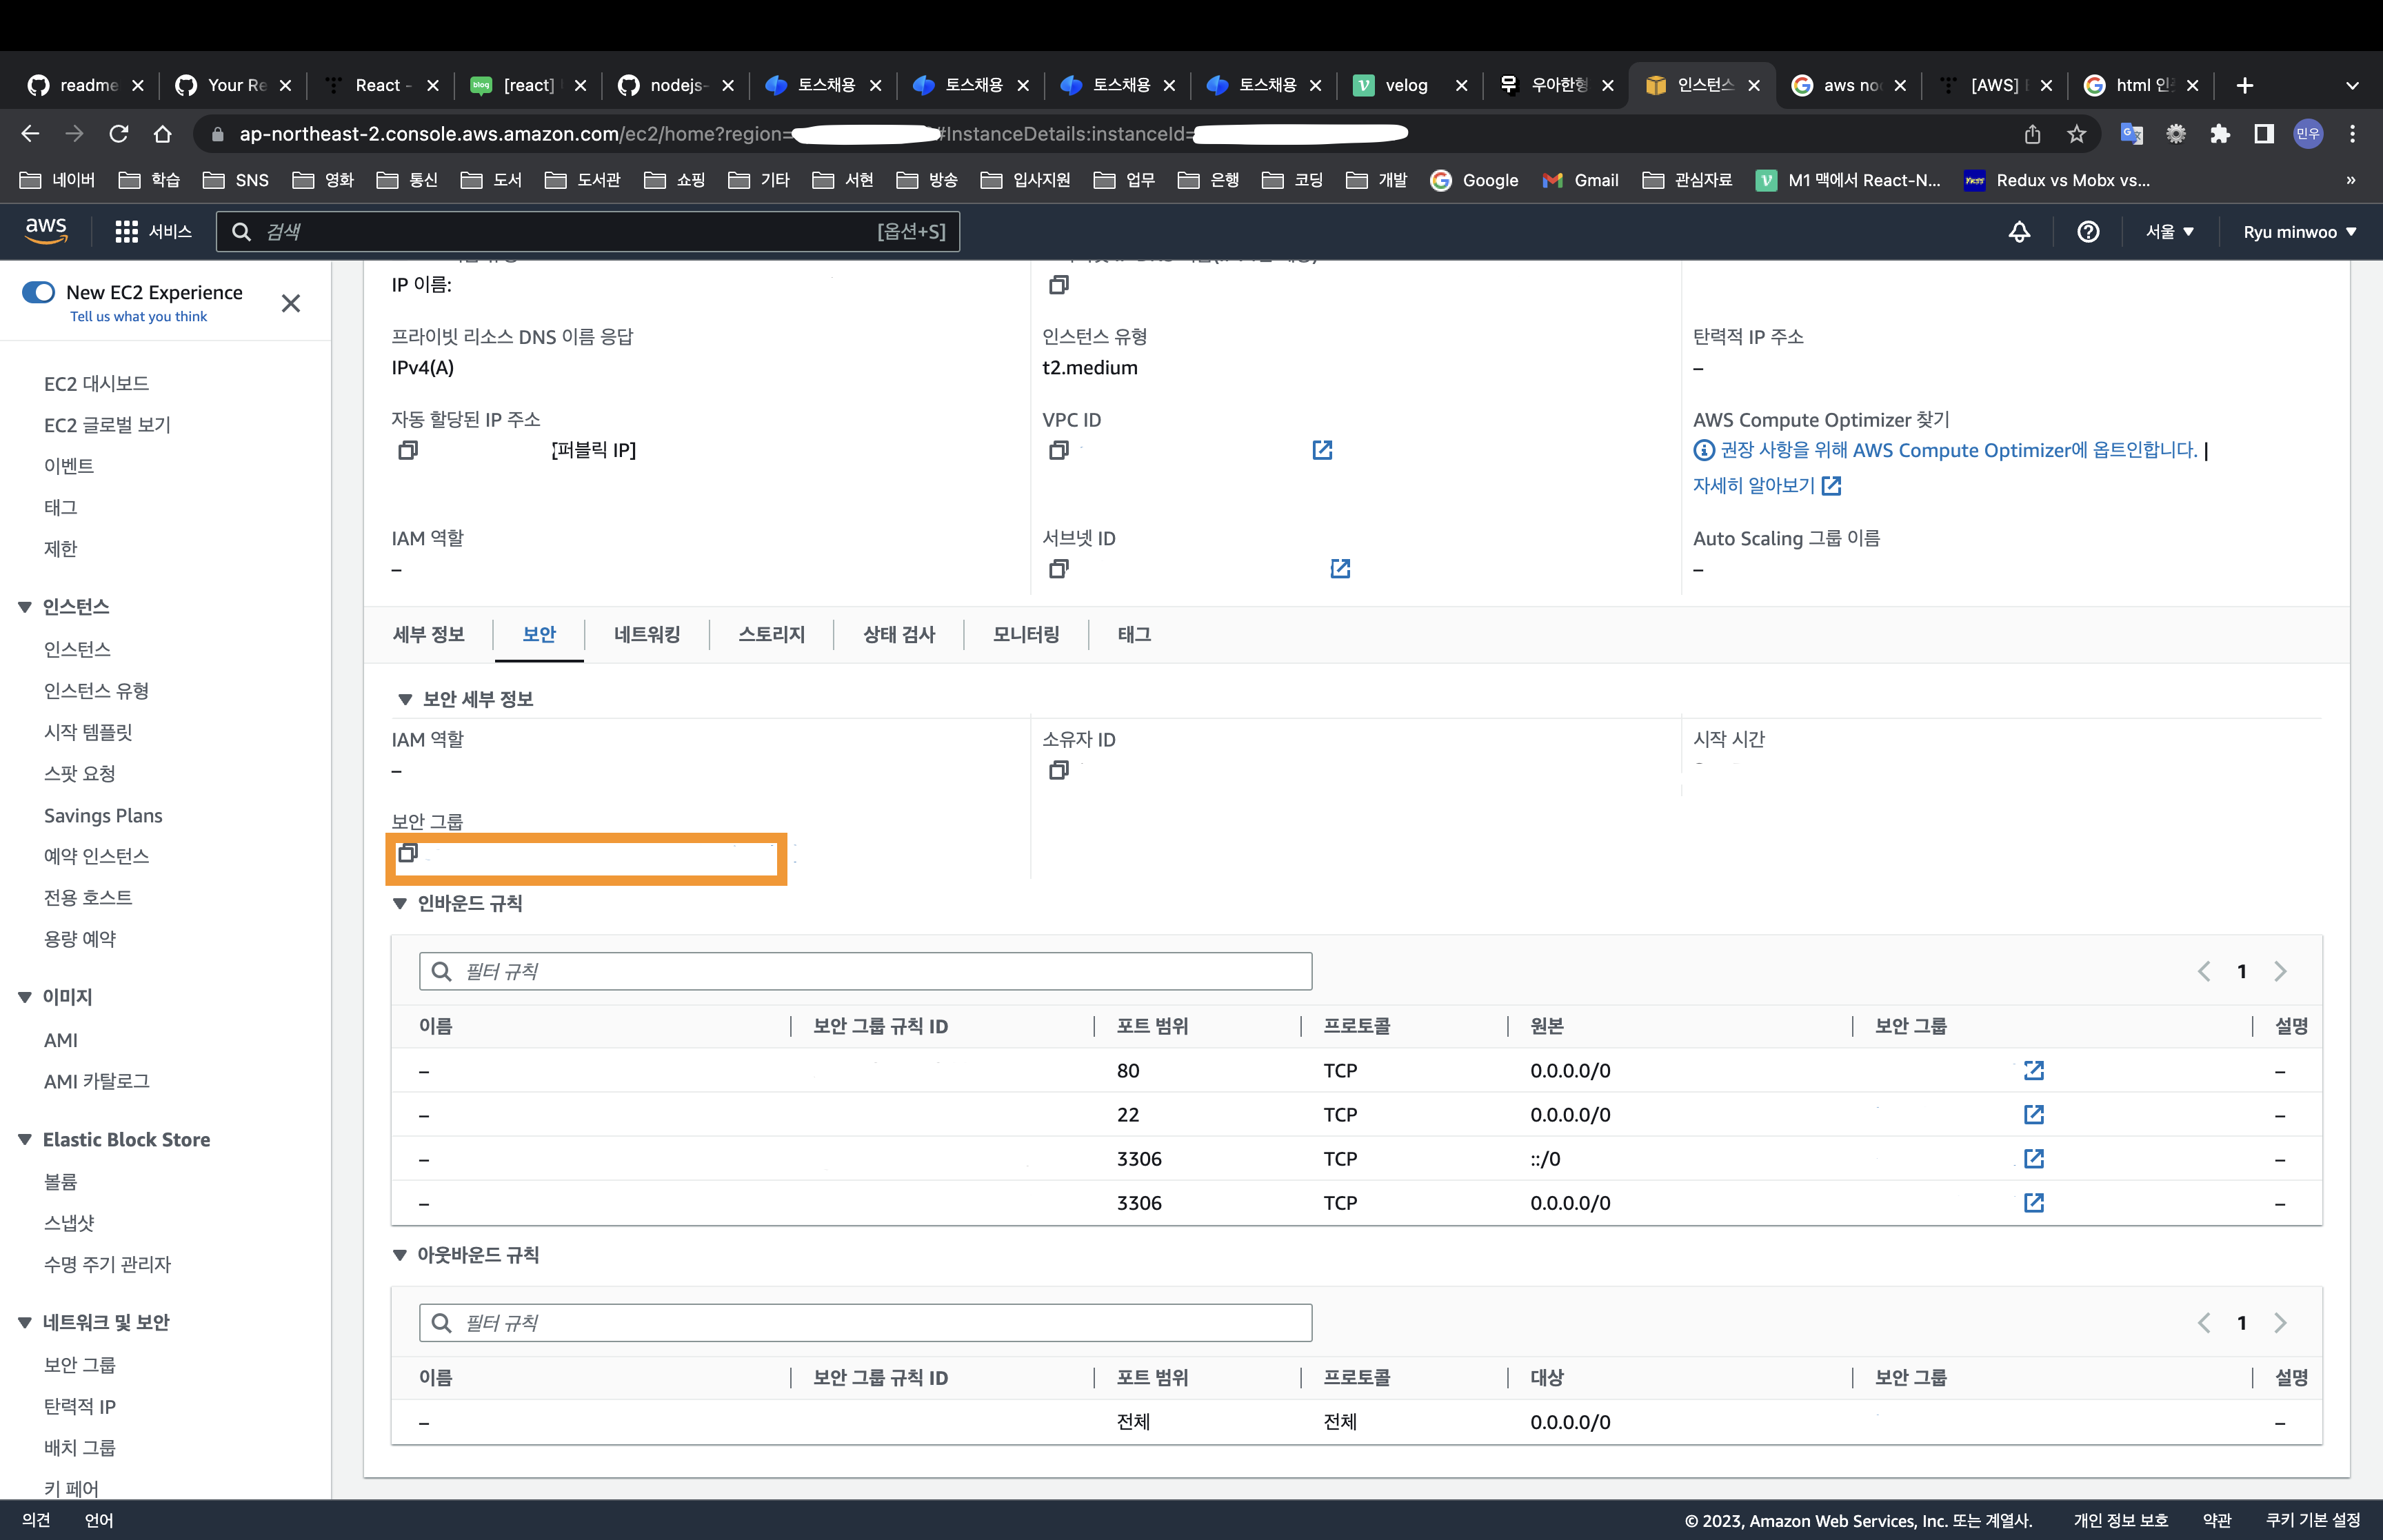 readme
Your Re
React -
blog
[react]
nodejs-
토스채용
토스채용
토스채용
토스채용
velog
우아한형
인스턴스
aws no
[AWS]
html 인
ap-northeast-2.console.aws.amazon.com/ec2/home?region=
#InstanceDetails:instanceId=
민우
네이버
학습
SNS
영화
통신
도서
도서관
쇼핑
기타
서현
방송
입사지원
업무
은행
코딩
개발
Google
Gmail
관심자료
M1 맥에서 React-N...
Redux vs Mobx vs...
»
aws
서비스
검색
[옵션+S]
서울
Ryu minwoo
New EC2 Experience
Tell us what you think
EC2 대시보드
EC2 글로벌 보기
이벤트
태그
제한
인스턴스
인스턴스
인스턴스 유형
시작 템플릿
스팟 요청
Savings Plans
예약 인스턴스
전용 호스트
용량 예약
이미지
AMI
AMI 카탈로그
Elastic Block Store
볼륨
스냅샷
수명 주기 관리자
네트워크 및 보안
보안 그룹
탄력적 IP
배치 그룹
키 페어
IP 이름:
프라이빗 리소스 DNS 이름 응답
IPv4(A)
인스턴스 유형
t2.medium
탄력적 IP 주소
–
자동 할당된 IP 주소
[퍼블릭 IP]
VPC ID
AWS Compute Optimizer 찾기
권장 사항을 위해 AWS Compute Optimizer에 옵트인합니다. |
자세히 알아보기
IAM 역할
–
서브넷 ID
Auto Scaling 그룹 이름
–
세부 정보
보안
네트워킹
스토리지
상태 검사
모니터링
태그
보안 세부 정보
IAM 역할
–
소유자 ID
시작 시간
보안 그룹
인바운드 규칙
필터 규칙
1
이름 보안 그룹 규칙 ID 포트 범위 프로토콜 원본 보안 그룹 설명
– 80 TCP 0.0.0.0/0 –
– 22 TCP 0.0.0.0/0 –
– 3306 TCP ::/0 –
– 3306 TCP 0.0.0.0/0 –
아웃바운드 규칙
필터 규칙
1
이름 보안 그룹 규칙 ID 포트 범위 프로토콜 대상 보안 그룹 설명
– 전체 전체 0.0.0.0/0 –
의견
언어
© 2023, Amazon Web Services, Inc. 또는 계열사.
개인 정보 보호
약관
쿠키 기본 설정